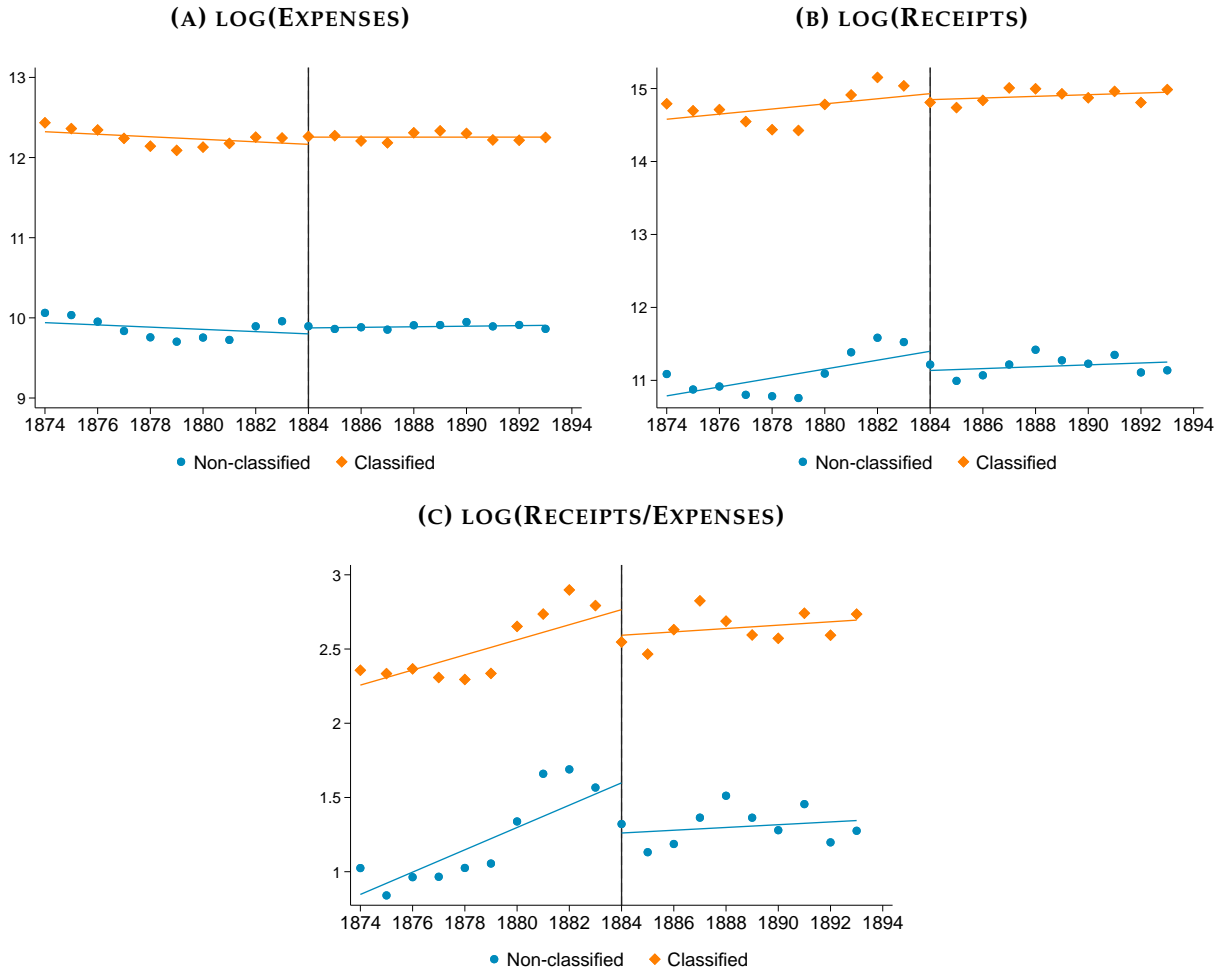 (A) LOG(EXPENSES)
13
12
11
10
9
1874 1876 1878 1880 1882 1884 1886 1888 1890 1892 1894
Non-classified Classified
(B) LOG(RECEIPTS)
15
14
13
12
11
1874 1876 1878 1880 1882 1884 1886 1888 1890 1892 1894
Non-classified Classified
(C) LOG(RECEIPTS/EXPENSES)
3
2.5
2
1.5
1
1874 1876 1878 1880 1882 1884 1886 1888 1890 1892 1894
Non-classified Classified